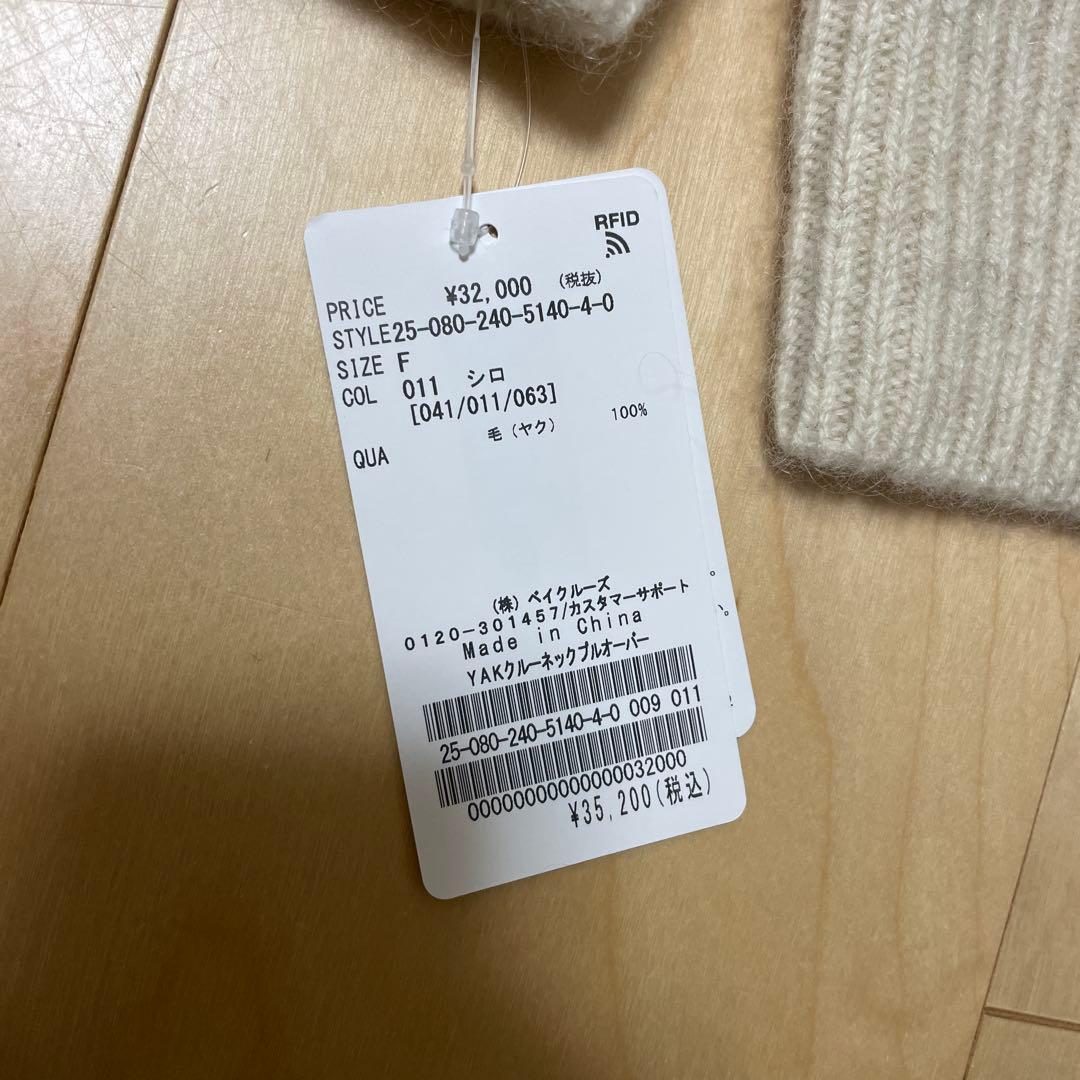 RFID
PRICE ¥32,000 (税抜)
STYLE25-080-240-5140-4-0
SIZE F
COL 011 シロ
[041/011/063]
毛(ヤク) 100%
QUA
(株) ベイクルーズ
0120-301457/カスタマーサポート
Made in China
YAKクルーネックプルオーバー
25-080-240-5140-4-0 009 011
00000000000000032000
¥35,200(税込)